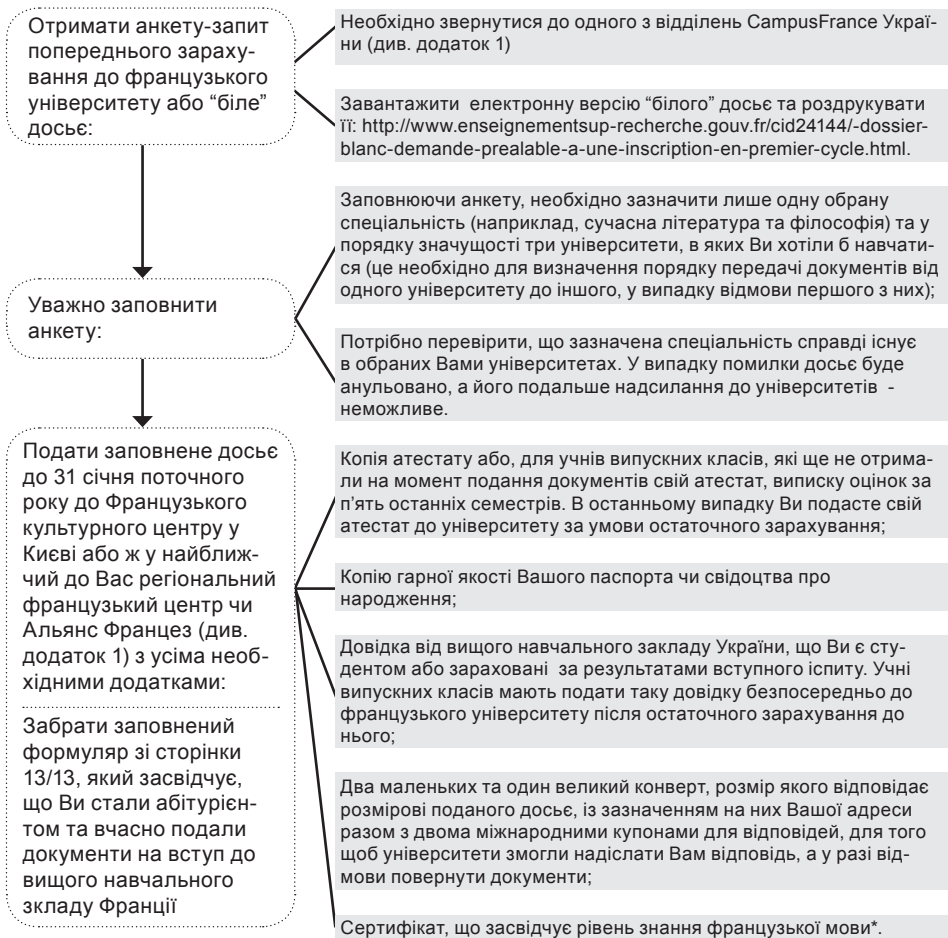 Отримати анкету-запит
попереднього зараху-
вання до французького
університету або “біле”
досьє:
Необхідно звернутися до одного з відділень CampusFrance Украї-
ни (див. додаток 1)
Завантажити електронну версію “білого” досьє та роздрукувати
її: http://www.enseignementsup-recherche.gouv.fr/cid24144/-dossier-
blanc-demande-prealable-a-une-inscription-en-premier-cycle.html.
Уважно заповнити
анкету:
Заповнюючи анкету, необхідно зазначити лише одну обрану
спеціальність (наприклад, сучасна література та філософія) та у
порядку значущості три університети, в яких Ви хотіли б навчати-
ся (це необхідно для визначення порядку передачі документів від
одного університету до іншого, у випадку відмови першого з них);
Потрібно перевірити, що зазначена спеціальність справді існує
в обраних Вами університетах. У випадку помилки досьє буде
анульовано, а його подальше надсилання до університетів -
неможливе.
Подати заповнене досьє
до 31 січня поточного
року до Французького
культурного центру у
Києві або ж у найближ-
чий до Вас регіональний
французький центр чи
Альянс Францез (див.
додаток 1) з усіма необ-
хідними додатками:
Забрати заповнений
формуляр зі сторінки
13/13, який засвідчує,
що Ви стали абітурієн-
том та вчасно подали
документи на вступ до
вищого навчального
зкладу Франції
Копія атестату або, для учнів випускних класів, які ще не отрима-
ли на момент подання документів свій атестат, виписку оцінок за
п’ять останніх семестрів. В останньому випадку Ви подасте свій
атестат до університету за умови остаточного зарахування;
Копію гарної якості Вашого паспорта чи свідоцтва про
народження;
Довідка від вищого навчального закладу України, що Ви є сту-
дентом або зараховані за результатами вступного іспиту. Учні
випускних класів мають подати таку довідку безпосередньо до
французького університету після остаточного зарахування до
нього;
Два маленьких та один великий конверт, розмір якого відповідає
розмірові поданого досьє, із зазначенням на них Вашої адреси
разом з двома міжнародними купонами для відповідей, для того
щоб університети змогли надіслати Вам відповідь, а у разі від-
мови повернути документи;
Сертифікат, що засвідчує рівень знання французької мови*.